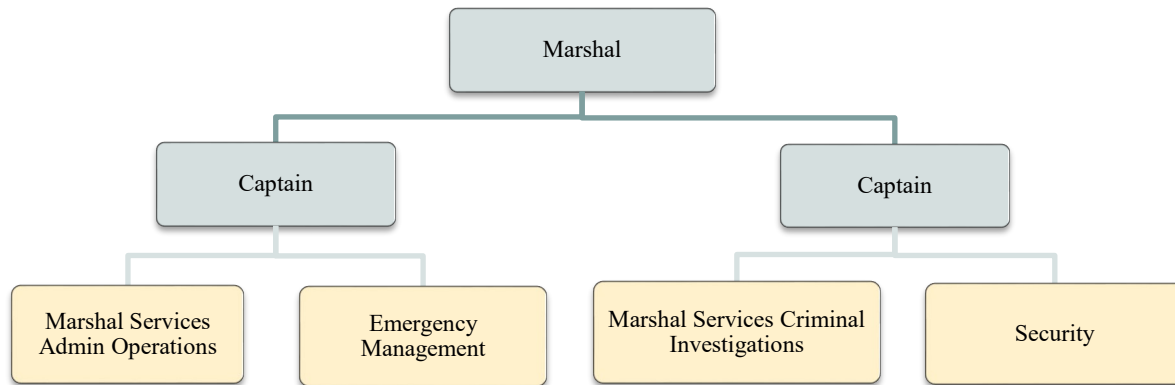 Marshal
Captain
Captain
Marshal Services
Admin Operations
Emergency
Management
Marshal Services Criminal
Investigations
Security